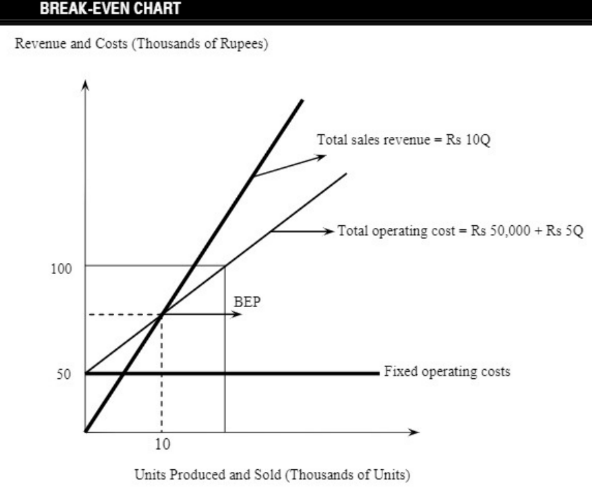 BREAK-EVEN CHART
Revenue and Costs (Thousands of Rupees)
Total sales revenue = Rs 10Q
Total operating cost = Rs 50,000 + Rs 5Q
100
BEP
50
Fixed operating costs
10
Units Produced and Sold (Thousands of Units)